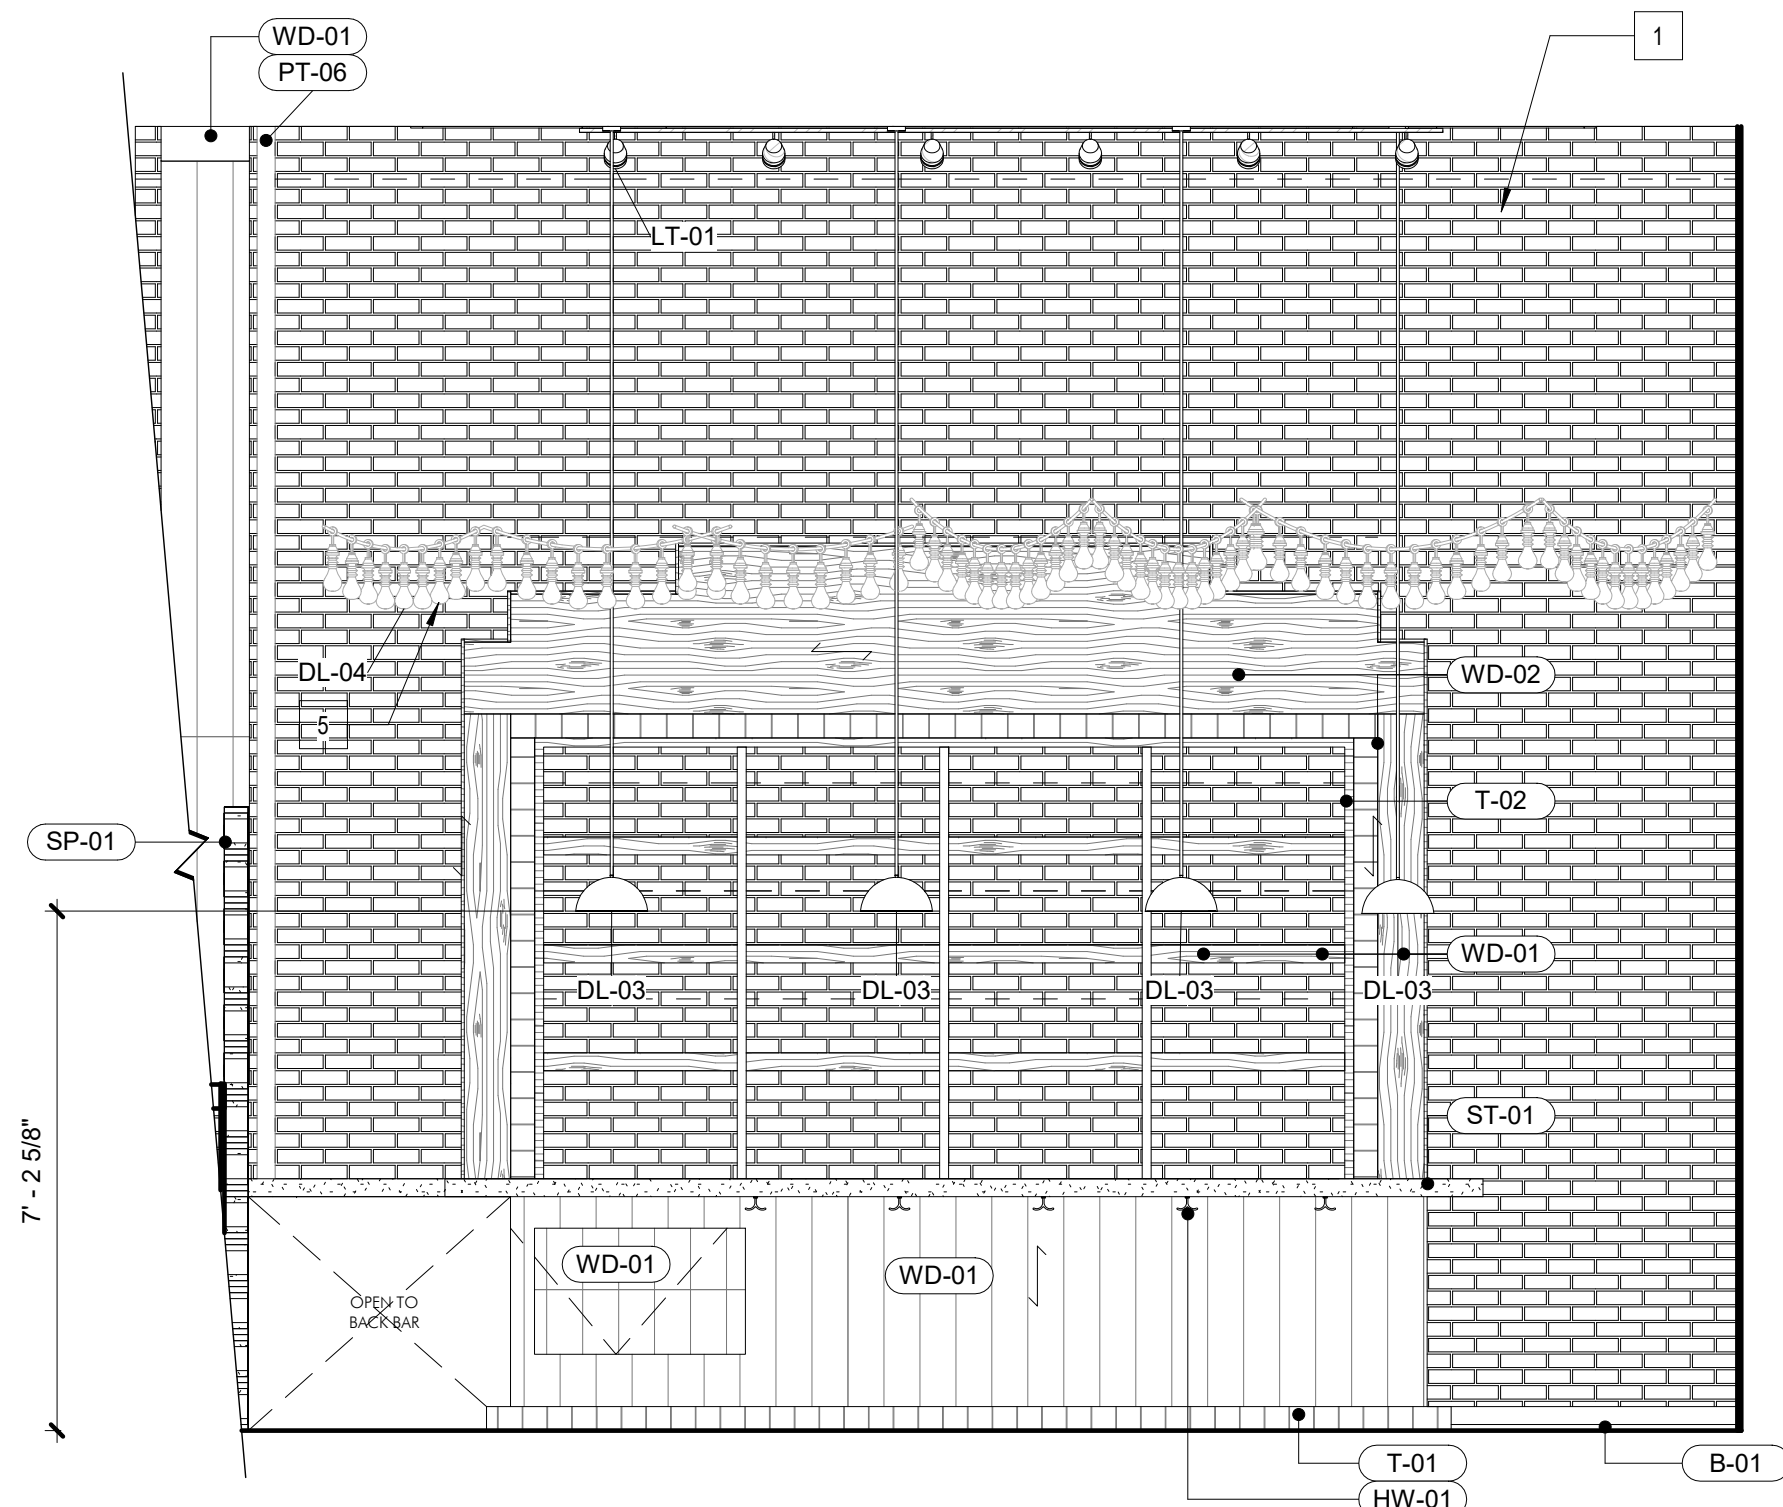 WD-01
PT-06
1
LT-01
DL-04
5
WD-02
T-02
SP-01
WD-01
DL-03
DL-03
DL-03
DL-03
ST-01
7' - 2 5/8"
WD-01
WD-01
OPEN TO
BACK BAR
T-01
B-01
HW-01